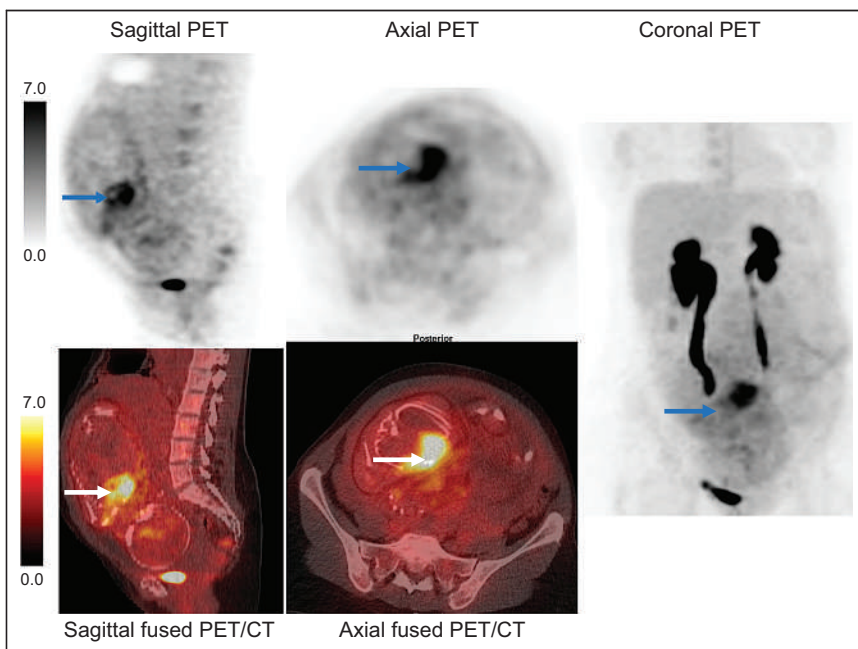 Sagittal PET
Axial PET
Coronal PET
7.0
0.0
Posterior
7.0
0.0
Sagittal fused PET/CT
Axial fused PET/CT